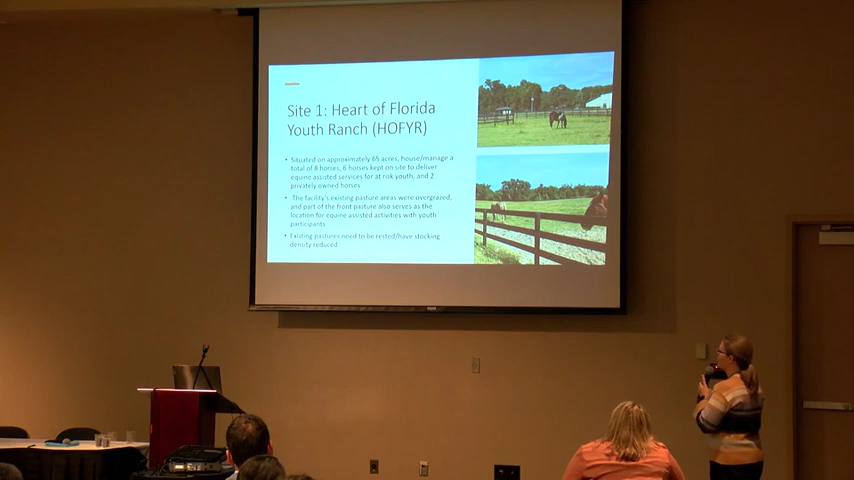 Site 1: Heart of Florida
Youth Ranch (HOFYR)
• Situated on approximately 65 acres, house/manage a
total of 8 horses, 6 horses kept on site to deliver
equine assisted services for at risk youth, and 2
privately owned horses
• The facility's existing pasture areas were overgrazed,
and part of the front pasture also serves as the
location for equine assisted activities with youth
participants
• Existing pastures need to be rested/have stocking
density reduced